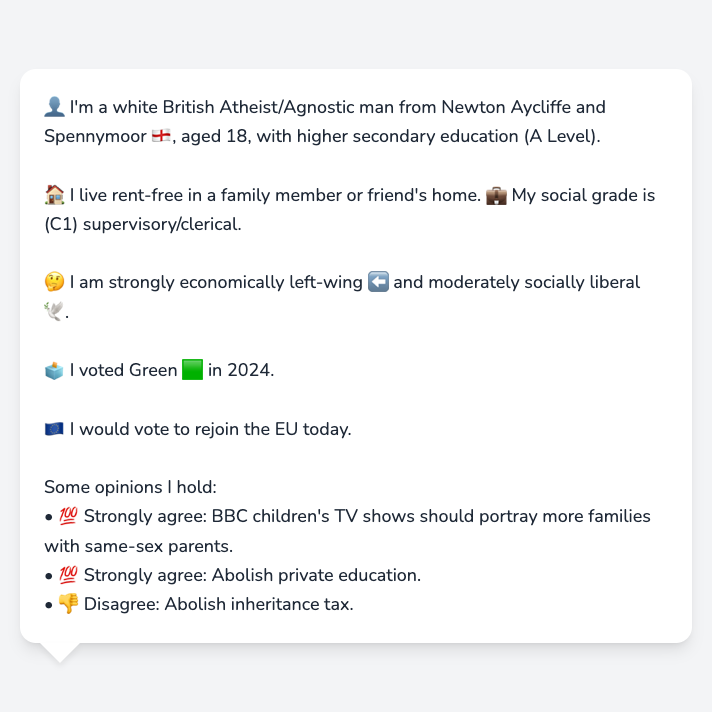 👤 I'm a white British Atheist/Agnostic man from Newton Aycliffe and
Spennymoor 🏴󠁧󠁢󠁥󠁮󠁧󠁿, aged 18, with higher secondary education (A Level).
🏠 I live rent-free in a family member or friend's home. 💼 My social grade is
(C1) supervisory/clerical.
🤔 I am strongly economically left-wing ⬅️ and moderately socially liberal
🕊️.
🗳️ I voted Green 🟩 in 2024.
🇪🇺 I would vote to rejoin the EU today.
Some opinions I hold:
• 💯 Strongly agree: BBC children's TV shows should portray more families
with same-sex parents.
• 💯 Strongly agree: Abolish private education.
• 👎 Disagree: Abolish inheritance tax.